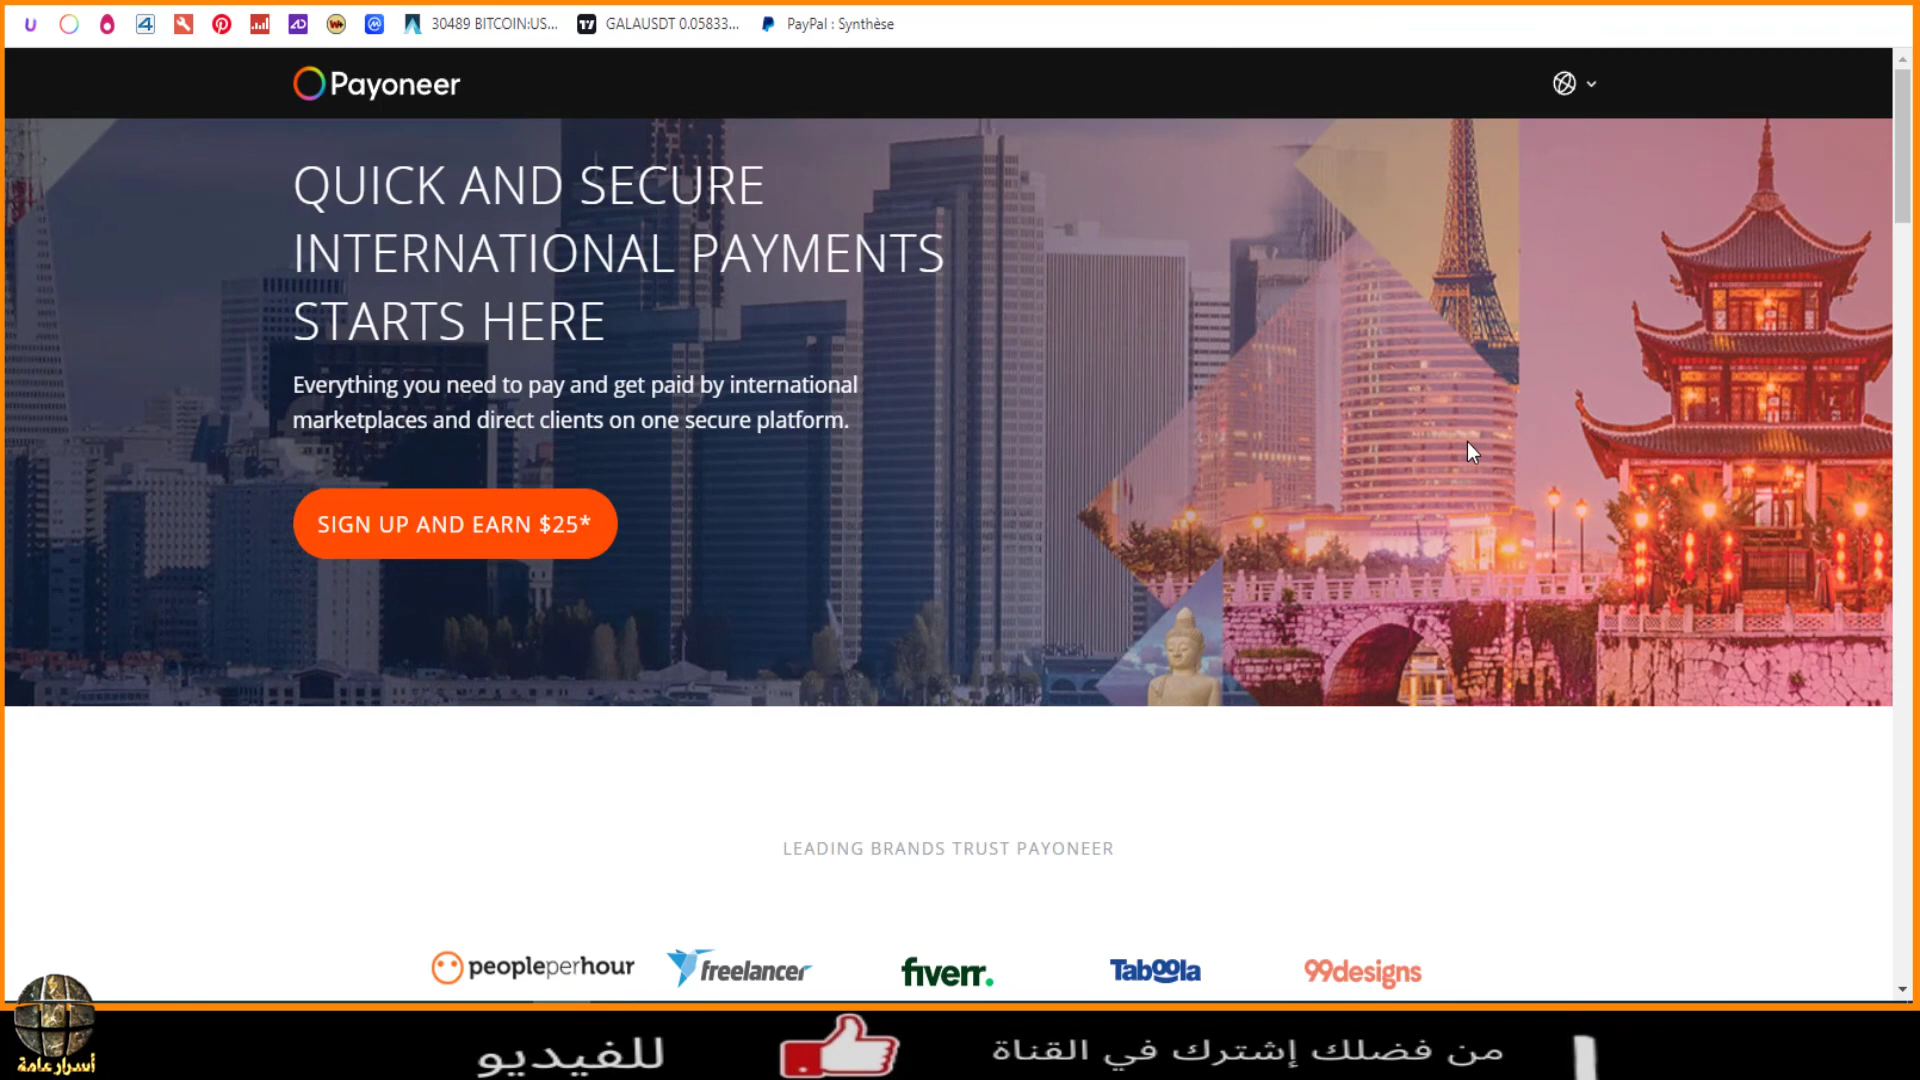 30489 BITCOIN:US...
GALAUSDT 0.05833...
PayPal : Synthèse
Payoneer
QUICK AND SECURE
INTERNATIONAL PAYMENTS
STARTS HERE
Everything you need to pay and get paid by international
marketplaces and direct clients on one secure platform.
SIGN UP AND EARN $25*
LEADING BRANDS TRUST PAYONEER
peopleperhour
freelancer
fiverr.
Taboola
99designs
أسرار عامة
من فضلك إشترك في القناة
للفيديو